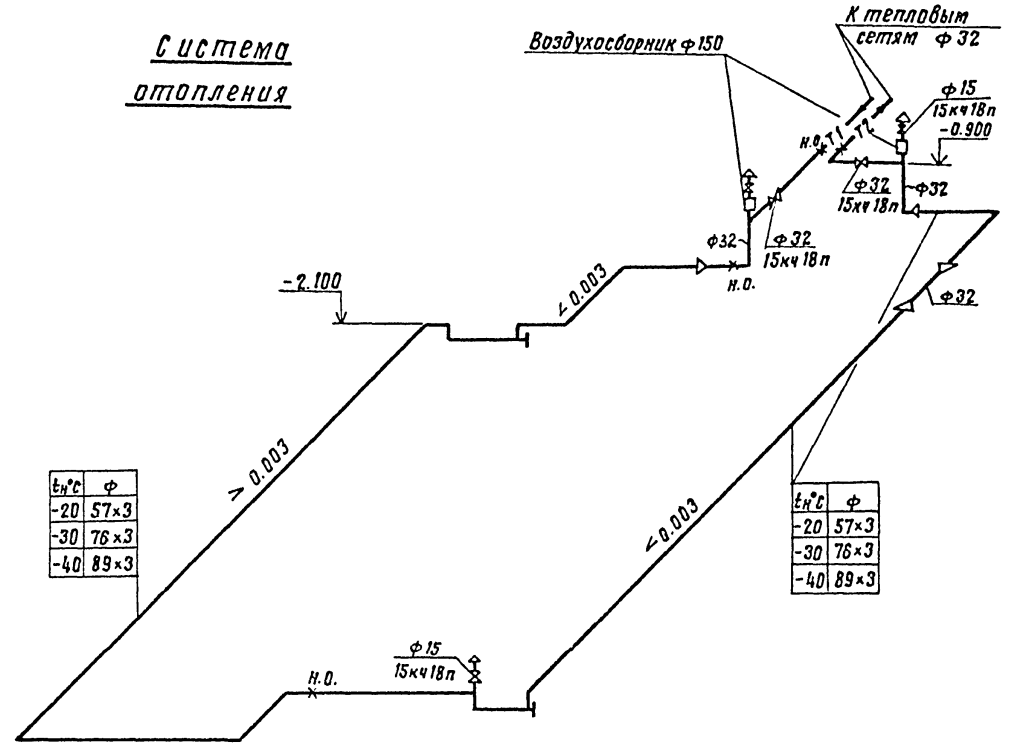 Система
отопления
Воздухосборник ф150
К тепловым
сетям ф 32
ф15
15кч18п
-0.900
н.о.
Т1
Т2
ф32
15кч18п
ф32
ф32
ф32
15кч18п
н.о.
ф32
-2.100
< 0.003
> 0.003
< 0.003
tн°С ф
-20 57×3
-30 76×3
-40 89×3
tн°С ф
-20 57×3
-30 76×3
-40 89×3
ф15
15кч18п
н.о.